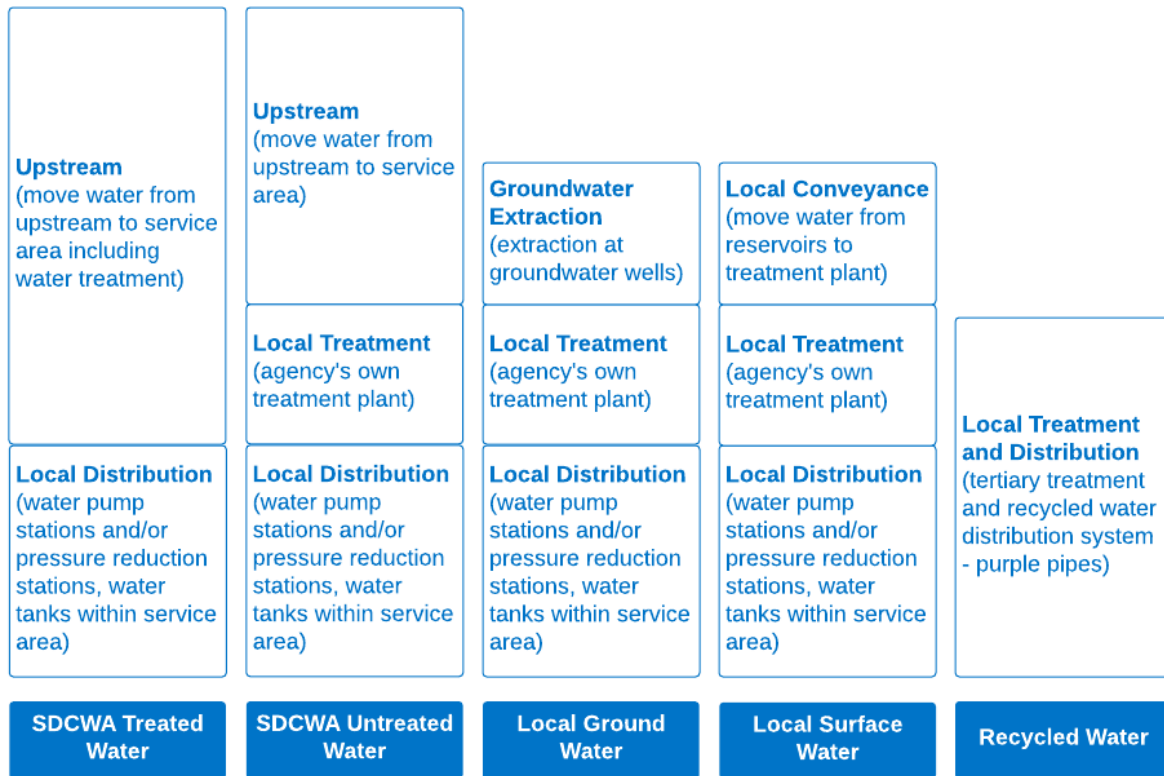 Upstream
(move water from
upstream to service
area including
water treatment)
Local Distribution
(water pump
stations and/or
pressure reduction
stations, water
tanks within service
area)
SDCWA Treated
Water
Upstream
(move water from
upstream to service
area)
Local Treatment
(agency's own
treatment plant)
Local Distribution
(water pump
stations and/or
pressure reduction
stations, water
tanks within service
area)
SDCWA Untreated
Water
Groundwater
Extraction
(extraction at
groundwater wells)
Local Treatment
(agency's own
treatment plant)
Local Distribution
(water pump
stations and/or
pressure reduction
stations, water
tanks within service
area)
Local Ground
Water
Local Conveyance
(move water from
reservoirs to
treatment plant)
Local Treatment
(agency's own
treatment plant)
Local Distribution
(water pump
stations and/or
pressure reduction
stations, water
tanks within service
area)
Local Surface
Water
Local Treatment
and Distribution
(tertiary treatment
and recycled water
distribution system
- purple pipes)
Recycled Water